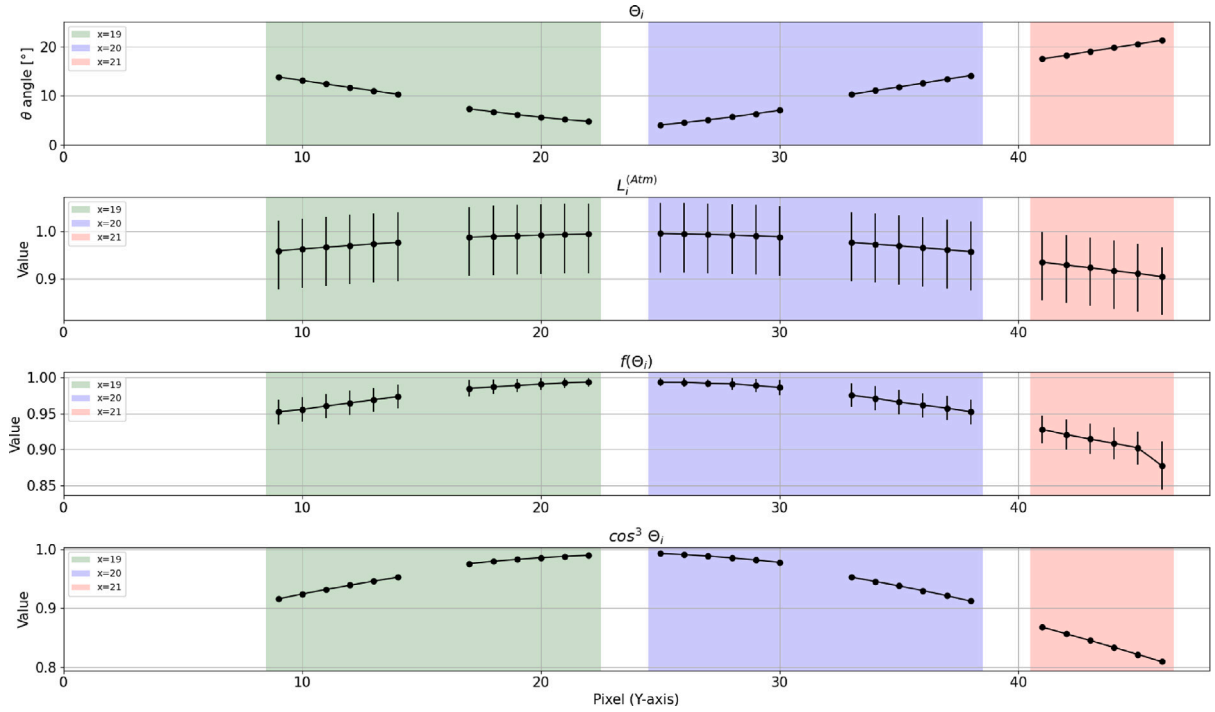 Θᵢ
x=19
x=20
x=21
θ angle [°]
20
10
0
0
10
20
30
40
Lᵢ⁽ᴬᵗᵐ⁾
x=19
x=20
x=21
Value
1.0
0.9
0
10
20
30
40
f(Θᵢ)
x=19
x=20
x=21
Value
1.00
0.95
0.90
0.85
0
10
20
30
40
cos³ Θᵢ
x=19
x=20
x=21
Value
1.0
0.9
0.8
0
10
20
30
40
Pixel (Y-axis)